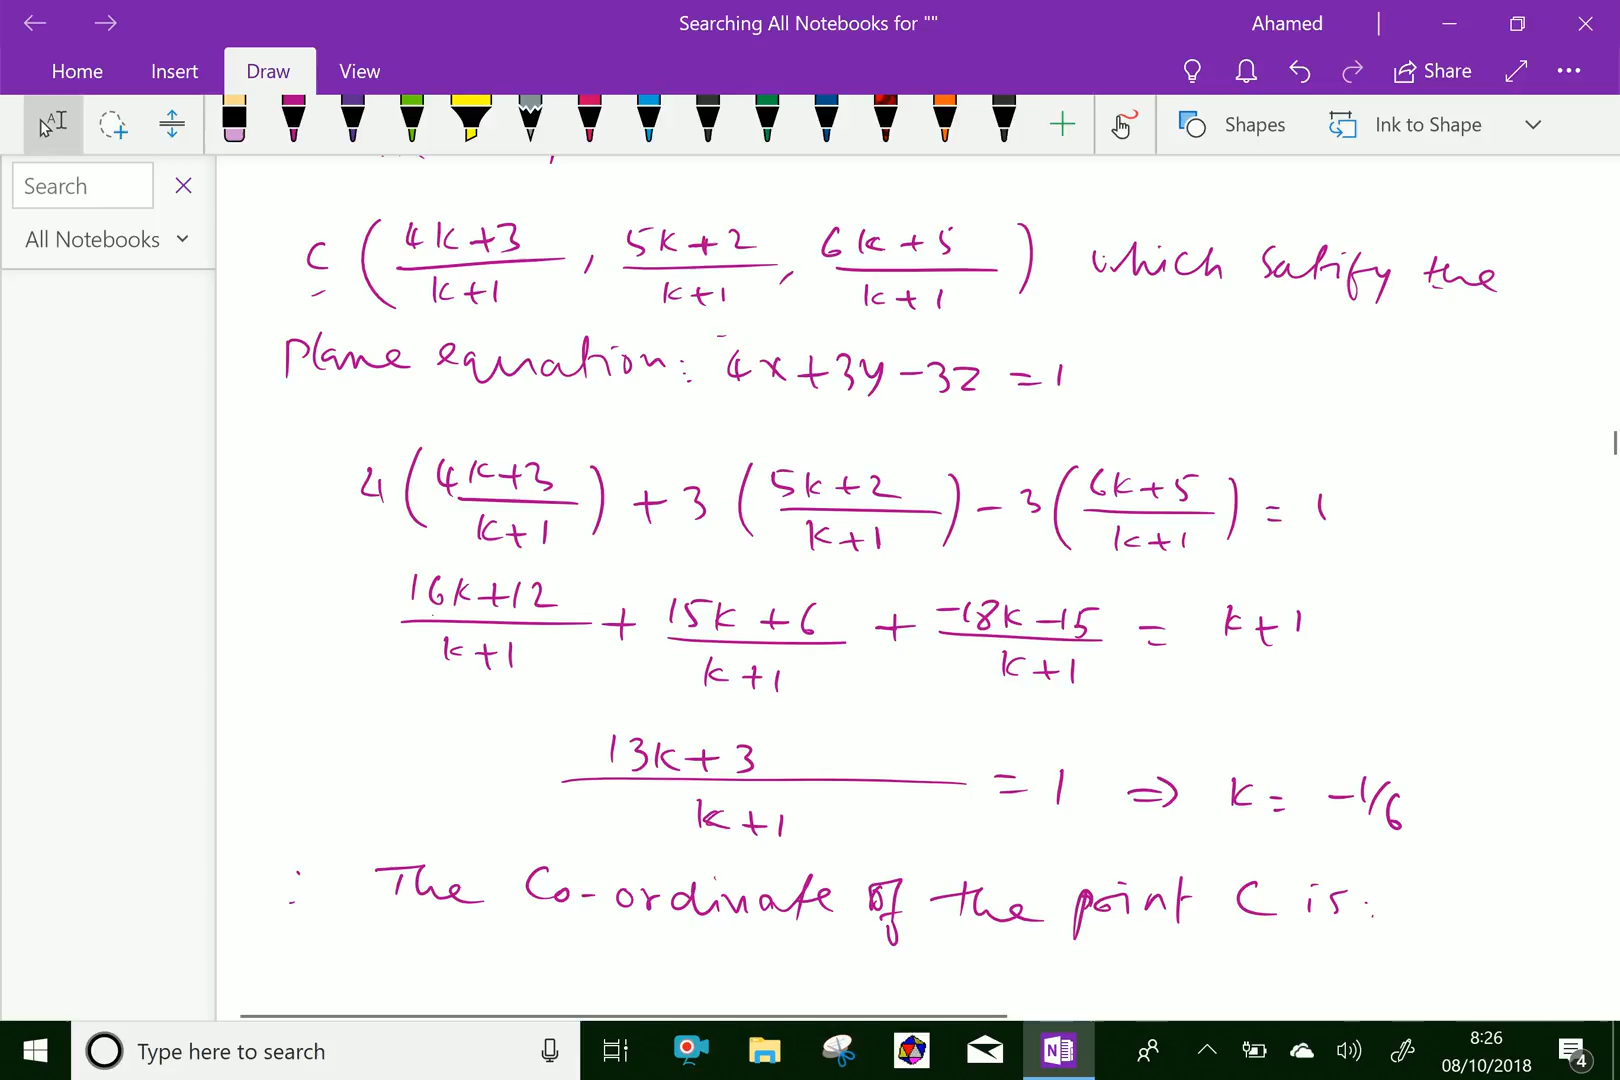 Searching All Notebooks for ""
Ahamed
Home Insert Draw View
Share
Shapes
Ink to Shape
Search
All Notebooks
C ( (4k+3)/(k+1) , (5k+2)/(k+1) , (6k+5)/(k+1) ) which satify the
plane equation: 4x+3y-3z = 1
4 ( (4k+3)/(k+1) ) + 3 ( (5k+2)/(k+1) ) - 3 ( (6k+5)/(k+1) ) = 1
(16k+12)/(k+1) + (15k+6)/(k+1) + (-18k-15)/(k+1) = k+1
(13k+3)/(k+1) = 1 ⇒ k = -1/6
∴ The Co-ordinate of the point C is:
Type here to search
8:26
08/10/2018
4